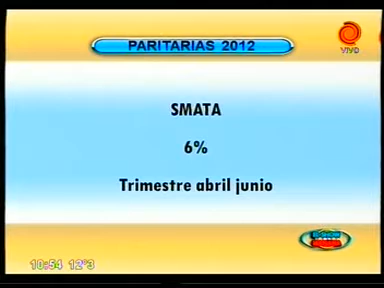 PARITARIAS 2012
VIVO
SMATA
6%
Trimestre abril junio
10:54 12°3